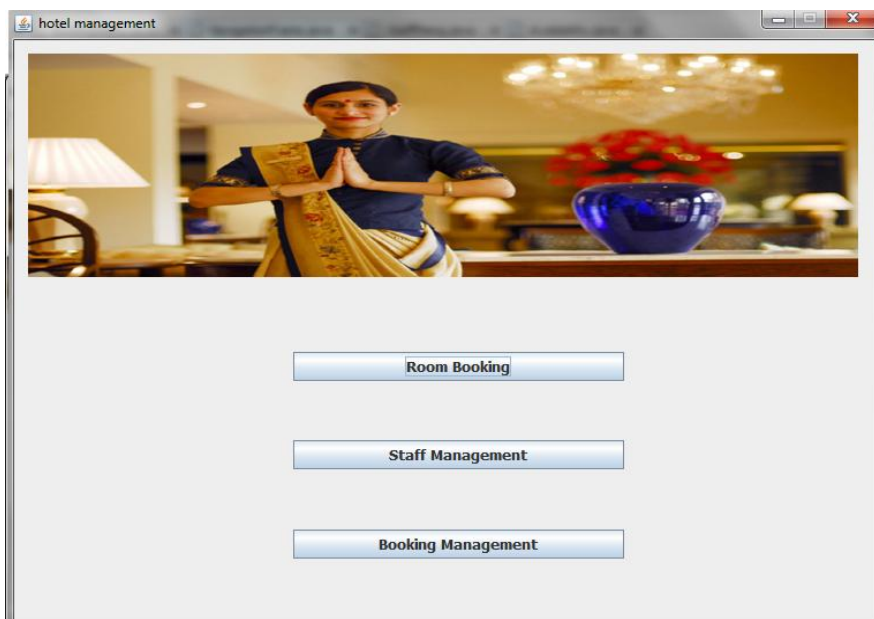 hotel management
Room Booking
Staff Management
Booking Management